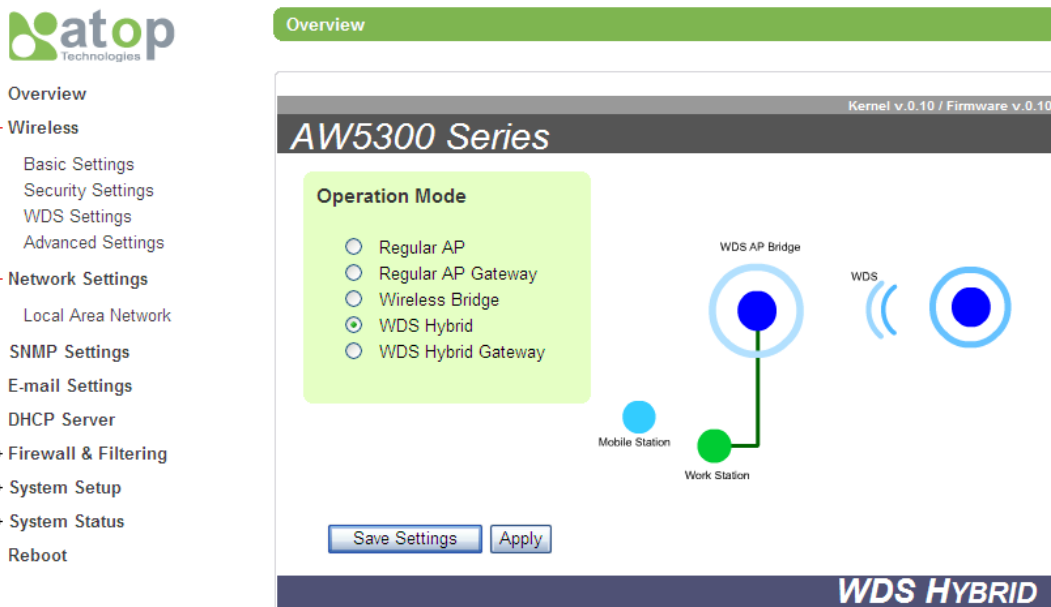 atop
Technologies
Overview
Wireless
Basic Settings
Security Settings
WDS Settings
Advanced Settings
Network Settings
Local Area Network
SNMP Settings
E-mail Settings
DHCP Server
Firewall & Filtering
System Setup
System Status
Reboot
Overview
Kernel v.0.10 / Firmware v.0.10
AW5300 Series
Operation Mode
Regular AP
Regular AP Gateway
Wireless Bridge
WDS Hybrid
WDS Hybrid Gateway
WDS AP Bridge
WDS
Mobile Station
Work Station
Save Settings
Apply
WDS HYBRID